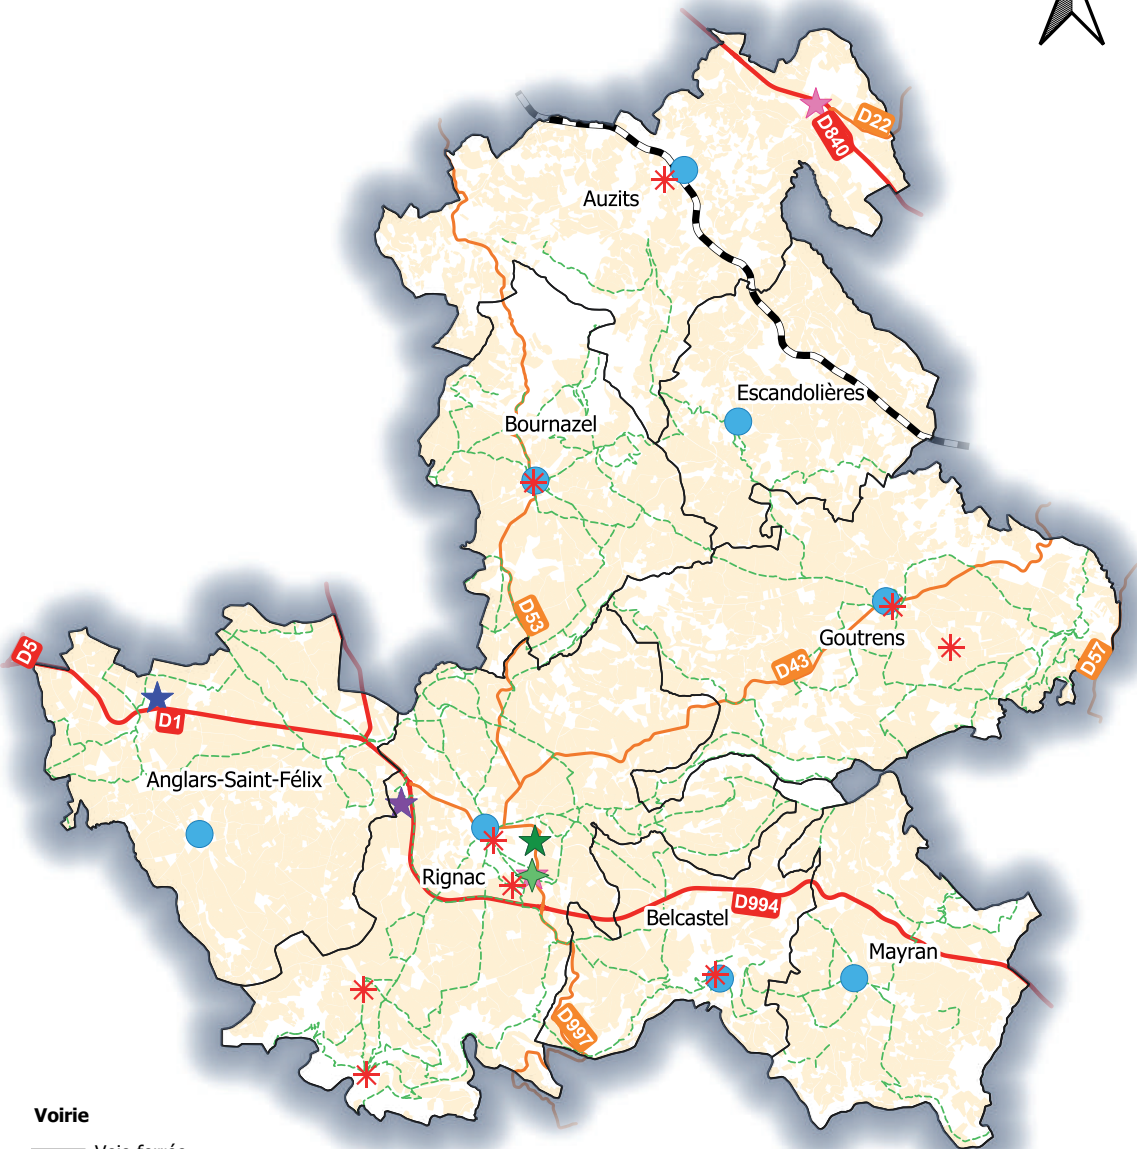 D22
D840
Auzits
Escandolières
Bournazel
D53
Goutrens
D5
D43
D57
D1
Anglars-Saint-Félix
Rignac
D994
Belcastel
Mayran
D997
Voirie